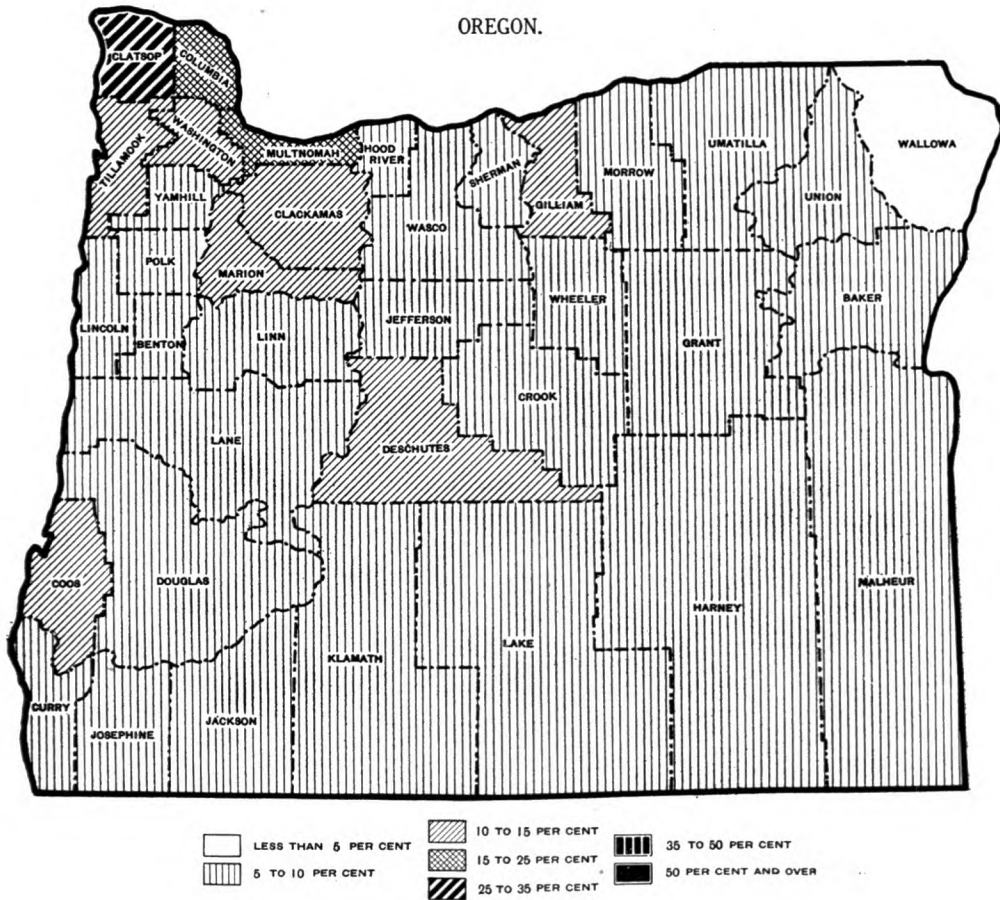 OREGON.
CLATSOP
COLUMBIA
TILLAMOOK
WASHINGTON
MULTNOMAH
HOOD
RIVER
SHERMAN
GILLIAM
MORROW
UMATILLA
UNION
WALLOWA
YAMHILL
CLACKAMAS
WASCO
POLK
MARION
LINCOLN
BENTON
LINN
JEFFERSON
WHEELER
GRANT
BAKER
CROOK
LANE
DESCHUTES
COOS
DOUGLAS
KLAMATH
LAKE
HARNEY
MALHEUR
CURRY
JOSEPHINE
JACKSON
LESS THAN 5 PER CENT
5 TO 10 PER CENT
10 TO 15 PER CENT
15 TO 25 PER CENT
25 TO 35 PER CENT
35 TO 50 PER CENT
50 PER CENT AND OVER